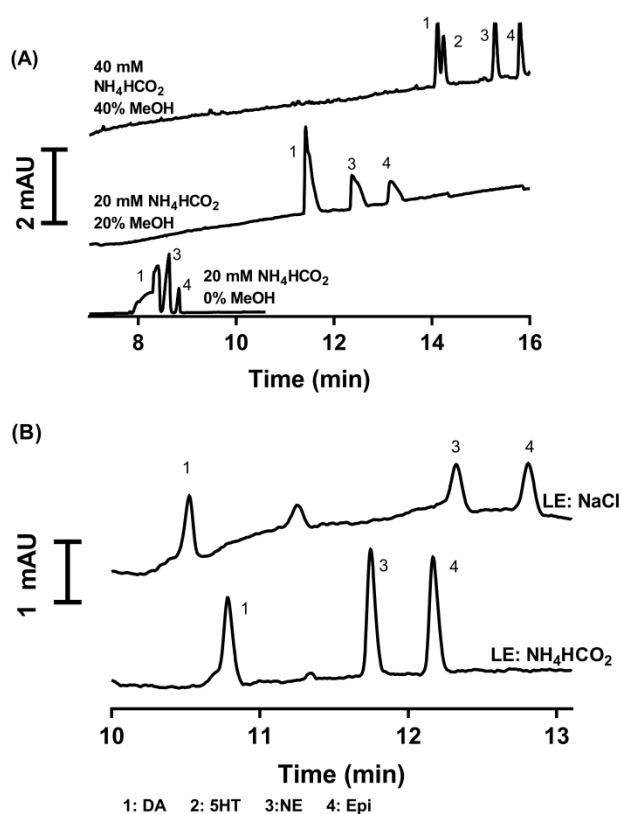 (A)
40 mM
NH₄HCO₂
40% MeOH
1
2
3
4
2 mAU
20 mM NH₄HCO₂
20% MeOH
1
3
4
1
3
4
20 mM NH₄HCO₂
0% MeOH
8 10 12 14 16
Time (min)
(B)
1
3
4
LE: NaCl
1 mAU
1
3
4
LE: NH₄HCO₂
10 11 12 13
Time (min)
1: DA 2: 5HT 3:NE 4: Epi